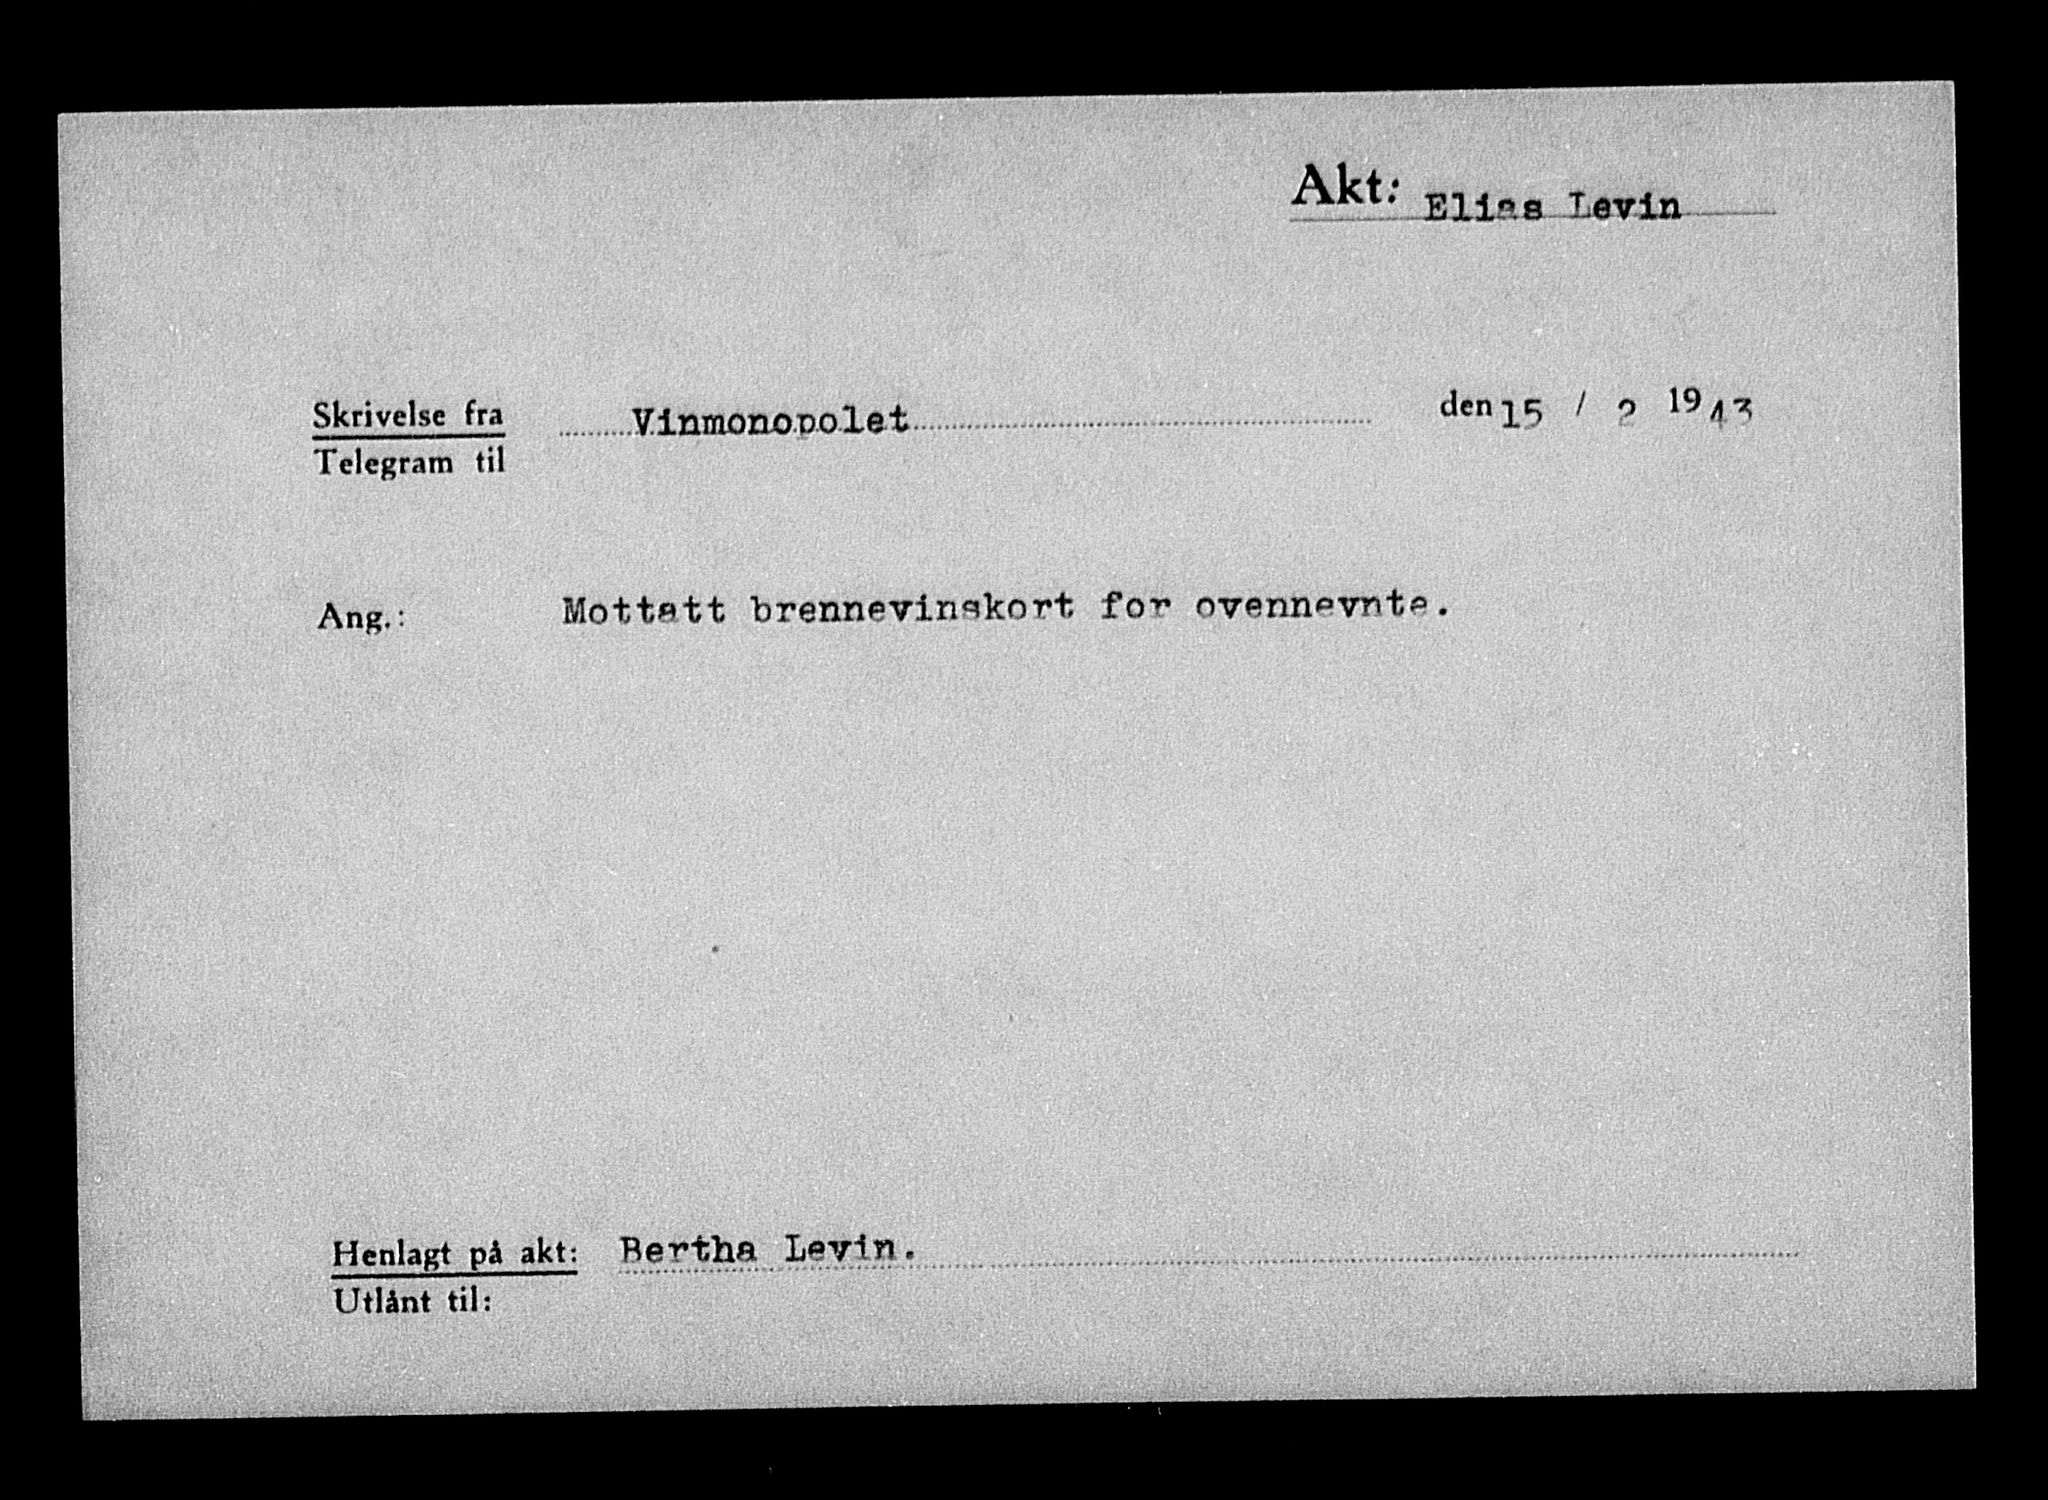 Akt: Elias Levin
Skrivelse fra Vinmonopolet den 15 / 2 1943
Telegram til
Ang.: Mottatt brennevinskort for ovennevnte.
Henlagt på akt: Bertha Levin.
Utlånt til: